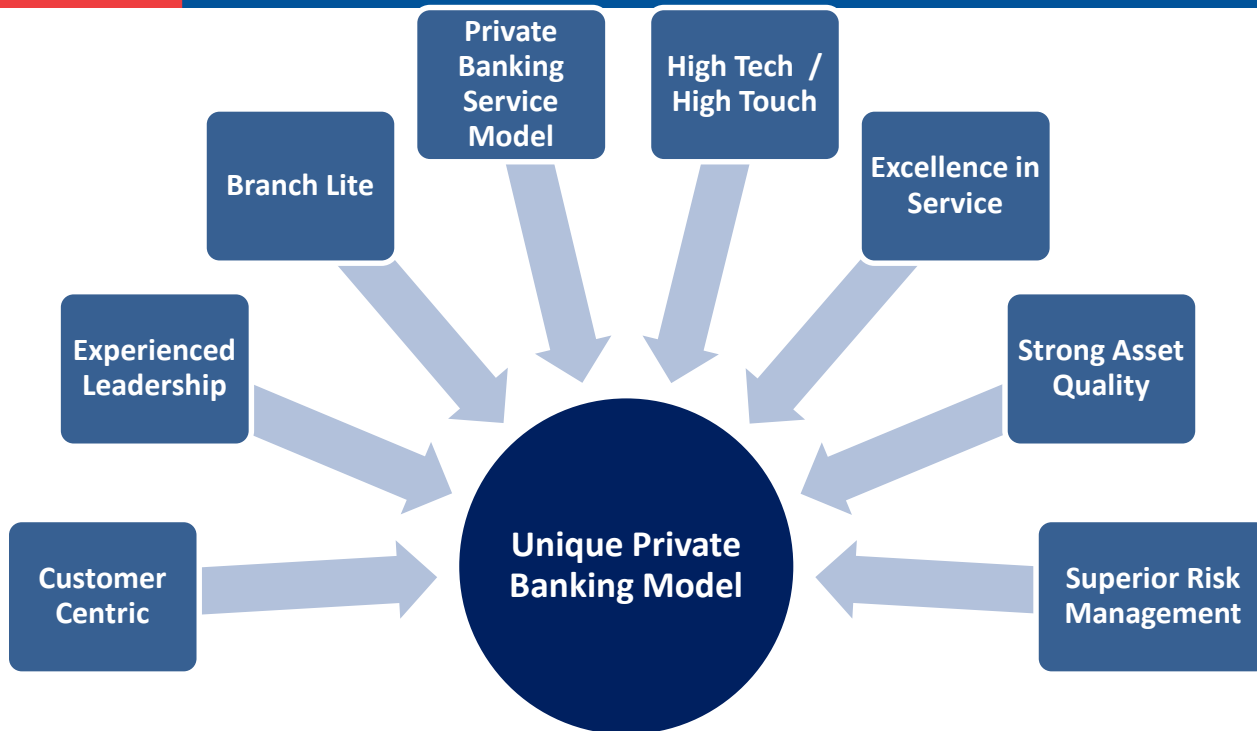 Private
Banking
Service
Model
High Tech /
High Touch
Branch Lite
Excellence in
Service
Experienced
Leadership
Strong Asset
Quality
Customer
Centric
Unique Private
Banking Model
Superior Risk
Management